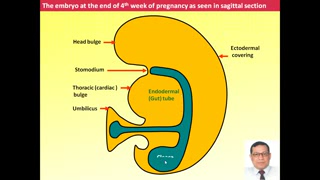 The embryo at the end of 4th week of pregnancy as seen in sagittal section
Head bulge
Ectodermal
covering
Stomodium
Thoracic (cardiac )
bulge
Endodermal
(Gut) tube
Umbilicus